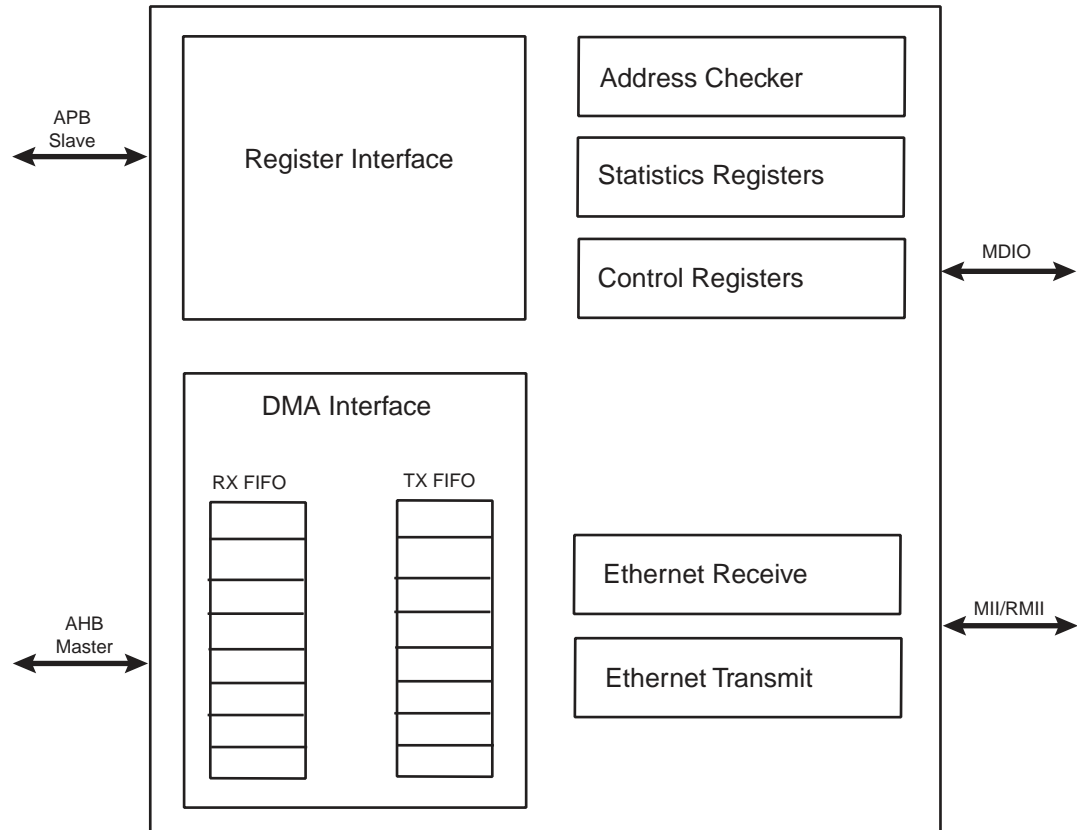 APB
Slave
Register Interface
Address Checker
Statistics Registers
Control Registers
MDIO
DMA Interface
RX FIFO
TX FIFO
AHB
Master
Ethernet Receive
Ethernet Transmit
MII/RMII